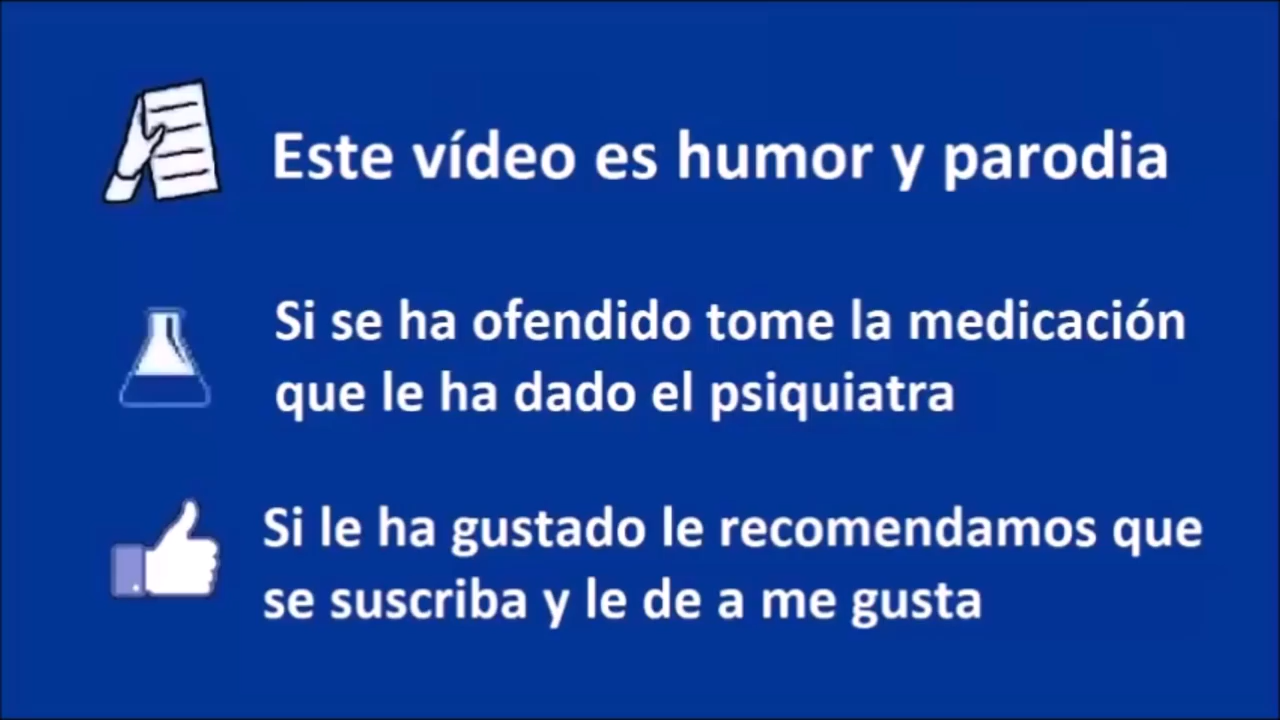 Este vídeo es humor y parodia
Si se ha ofendido tome la medicación
que le ha dado el psiquiatra
Si le ha gustado le recomendamos que
se suscriba y le de a me gusta